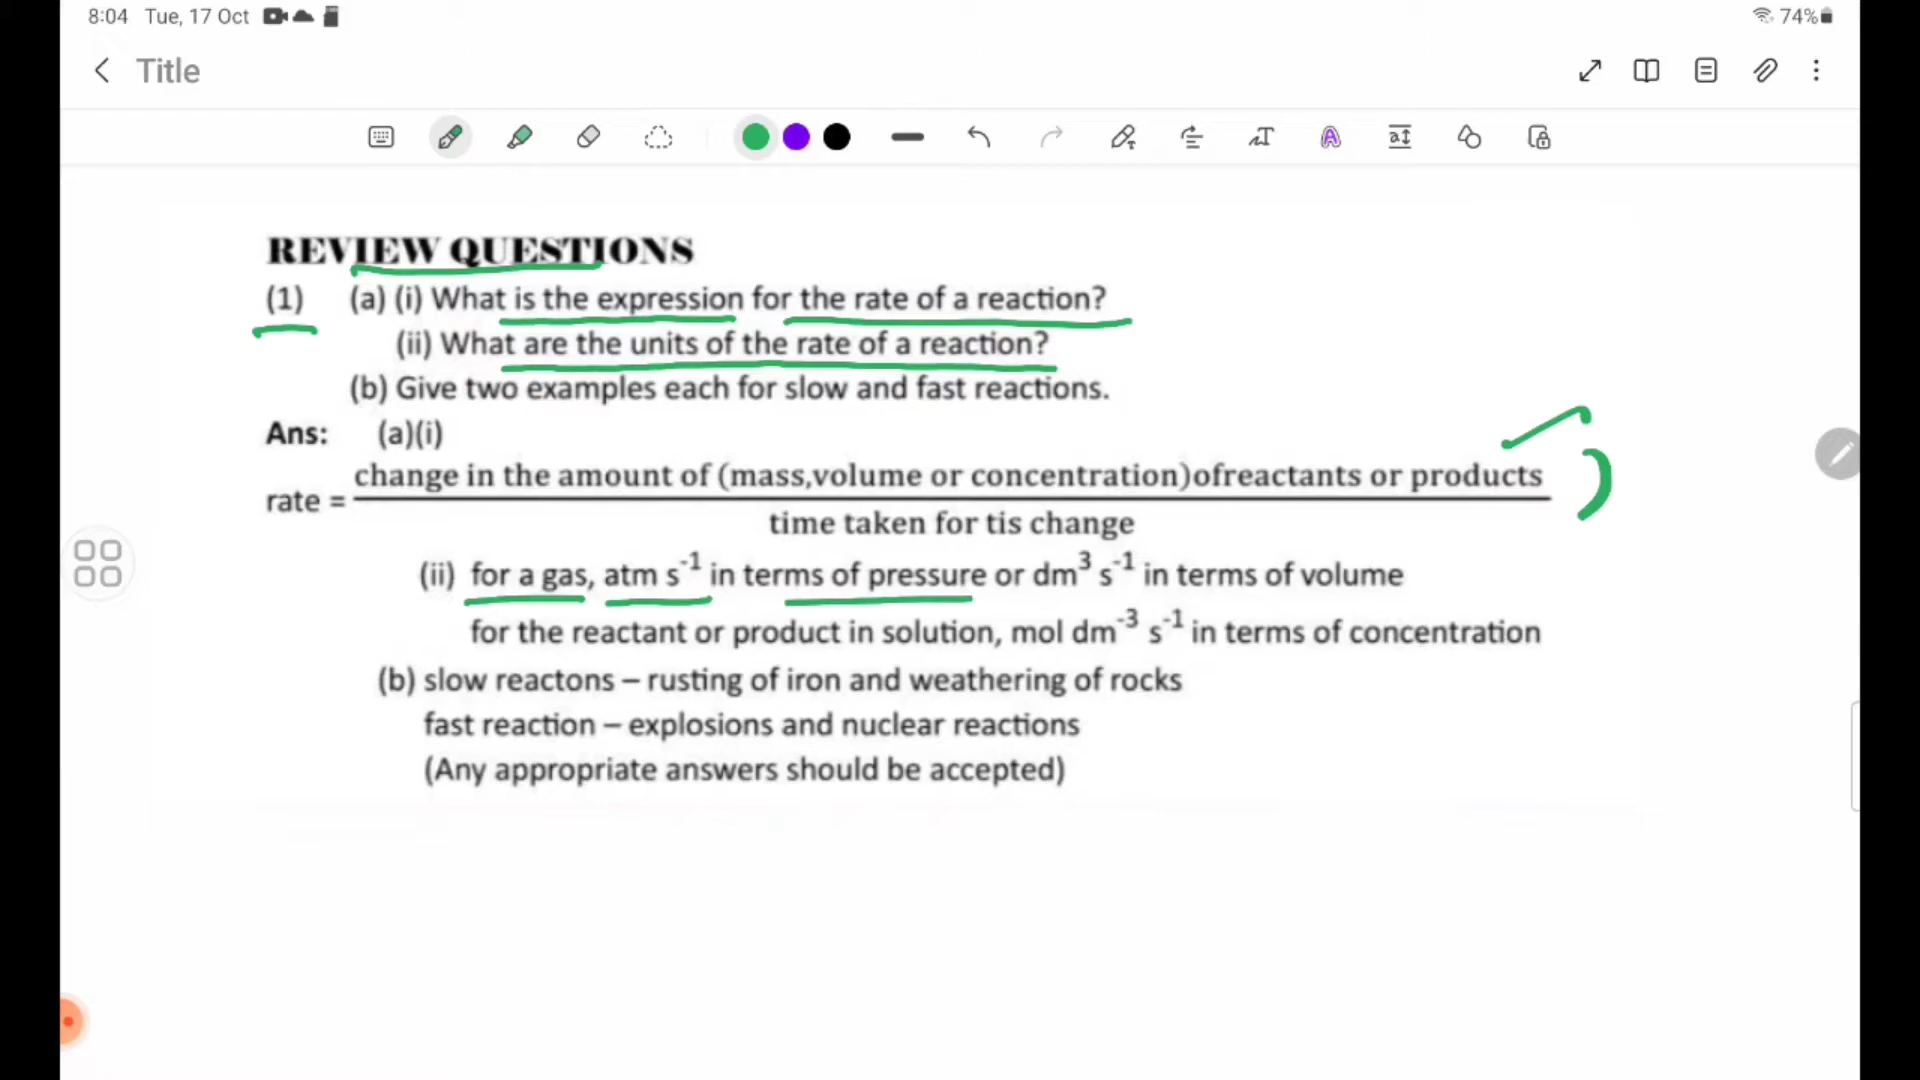 8:04 Tue, 17 Oct 74%
Title
REVIEW QUESTIONS
(1) (a) (i) What is the expression for the rate of a reaction?
(ii) What are the units of the rate of a reaction?
(b) Give two examples each for slow and fast reactions.
Ans: (a)(i)
rate = change in the amount of (mass,volume or concentration)ofreactants or products
time taken for tis change
(ii) for a gas, atm s⁻¹ in terms of pressure or dm³ s⁻¹ in terms of volume
for the reactant or product in solution, mol dm⁻³ s⁻¹ in terms of concentration
(b) slow reactons – rusting of iron and weathering of rocks
fast reaction – explosions and nuclear reactions
(Any appropriate answers should be accepted)